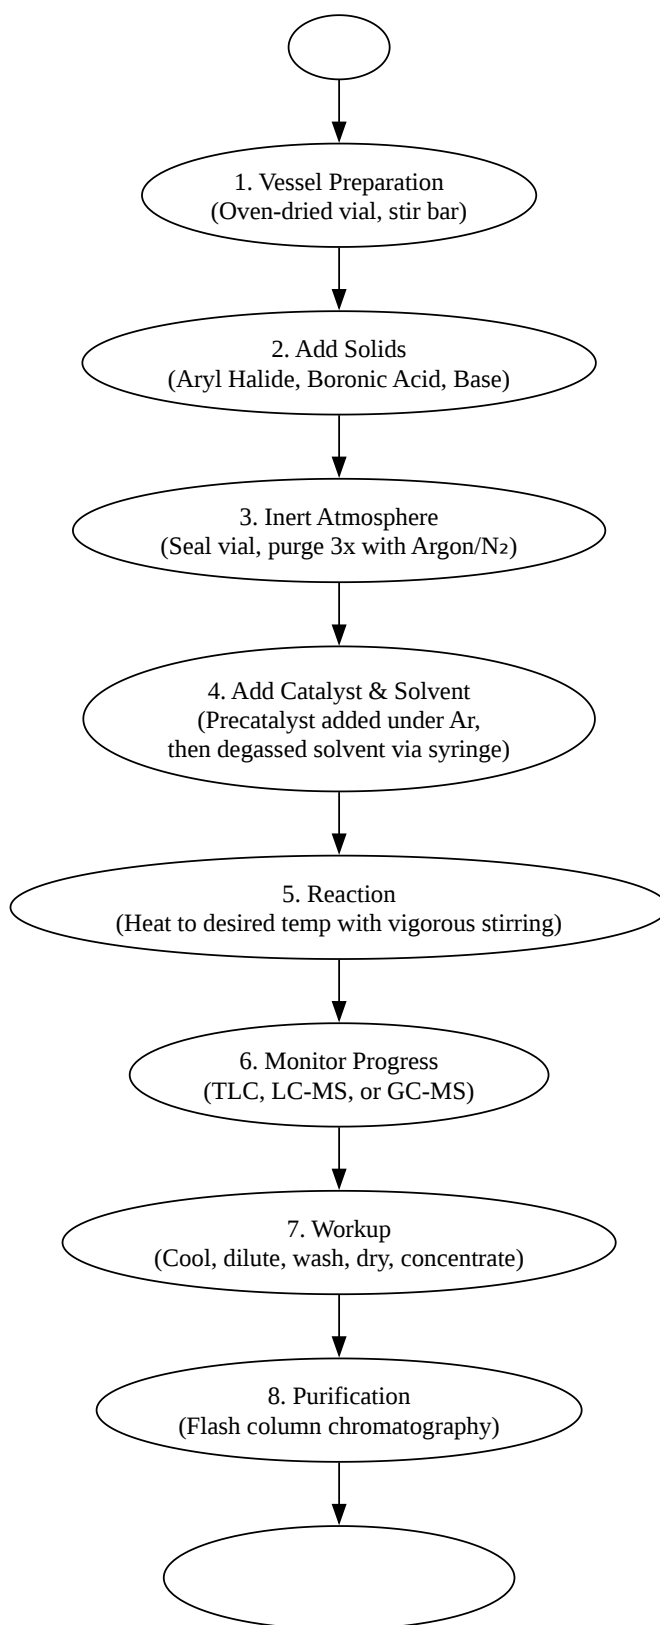 1. Vessel Preparation
(Oven-dried vial, stir bar)
2. Add Solids
(Aryl Halide, Boronic Acid, Base)
3. Inert Atmosphere
(Seal vial, purge 3x with Argon/N₂)
4. Add Catalyst & Solvent
(Precatalyst added under Ar,
then degassed solvent via syringe)
5. Reaction
(Heat to desired temp with vigorous stirring)
6. Monitor Progress
(TLC, LC-MS, or GC-MS)
7. Workup
(Cool, dilute, wash, dry, concentrate)
8. Purification
(Flash column chromatography)